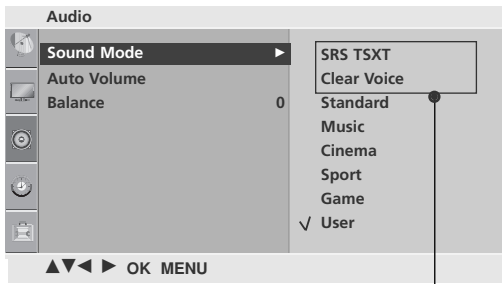 Audio
Sound Mode ►
Auto Volume
Balance 0
SRS TSXT
Clear Voice
Standard
Music
Cinema
Sport
Game
√ User
▲▼◄ ► OK MENU